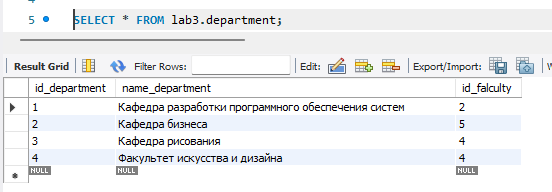 5 SELECT * FROM lab3.department;
Result Grid Filter Rows: Edit: Export/Import:
id_department name_department id_falculty
1 Кафедра разработки программного обеспечения систем 2
2 Кафедра бизнеса 5
3 Кафедра рисования 4
4 Факультет искусства и дизайна 4
NULL NULL NULL